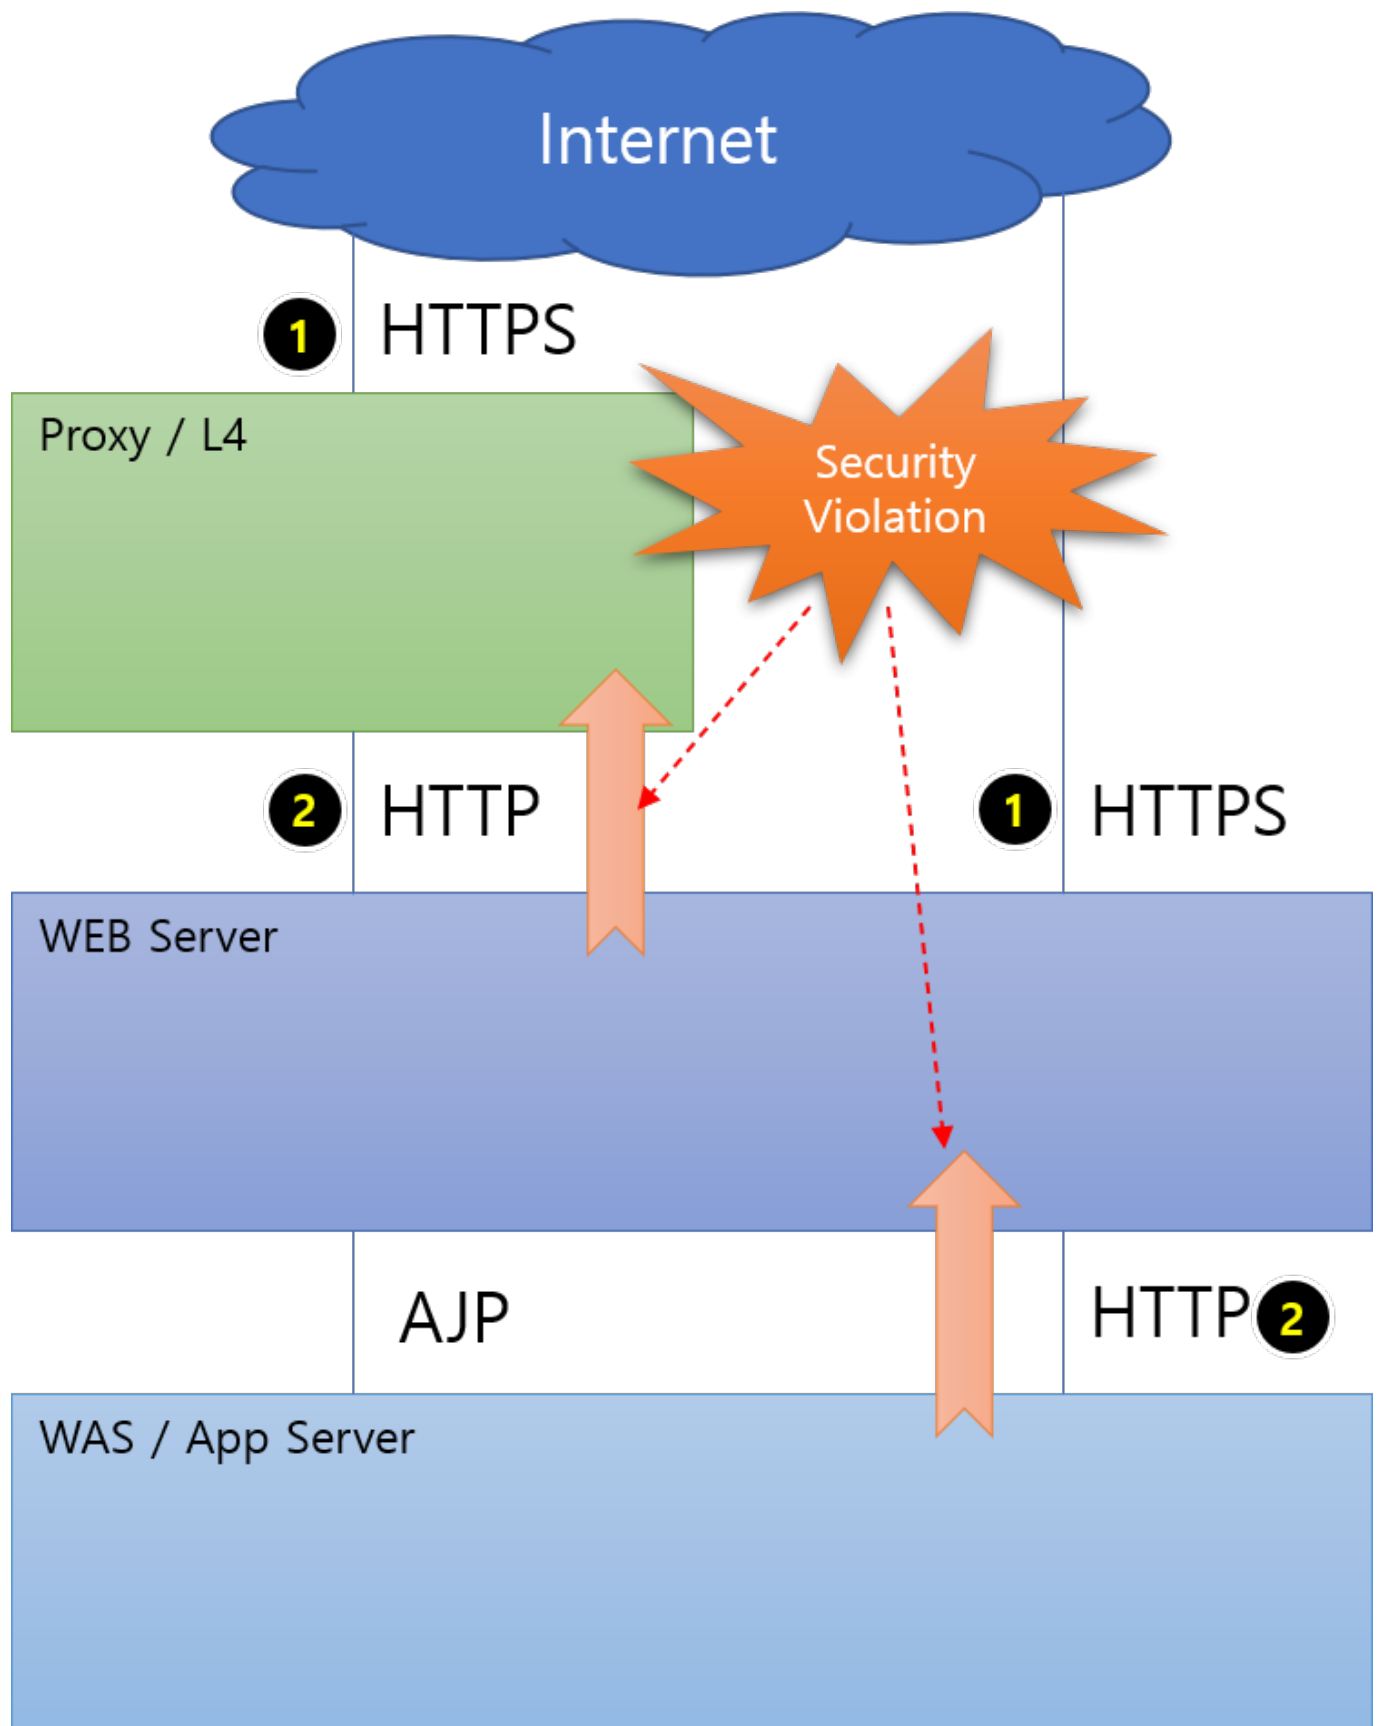 Internet
1 HTTPS
Proxy / L4
Security
Violation
2 HTTP
1 HTTPS
WEB Server
AJP
HTTP 2
WAS / App Server